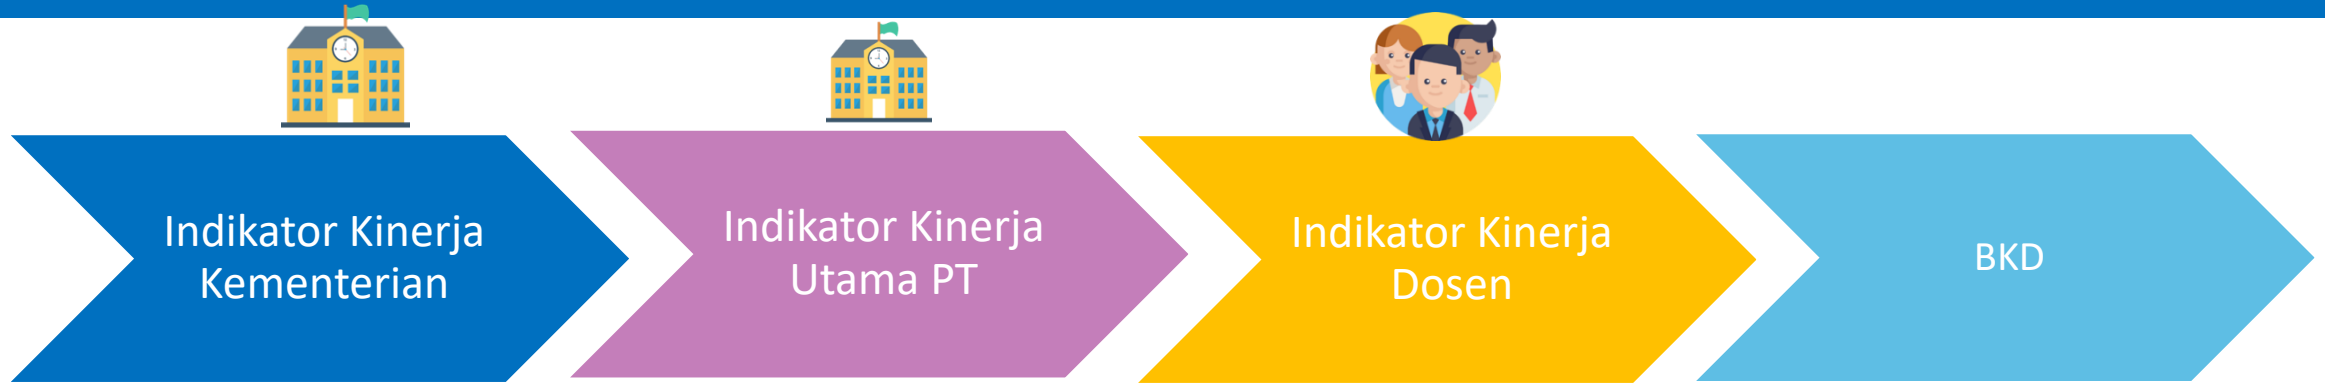 Indikator Kinerja
Kementerian
Indikator Kinerja
Utama PT
Indikator Kinerja
Dosen
BKD